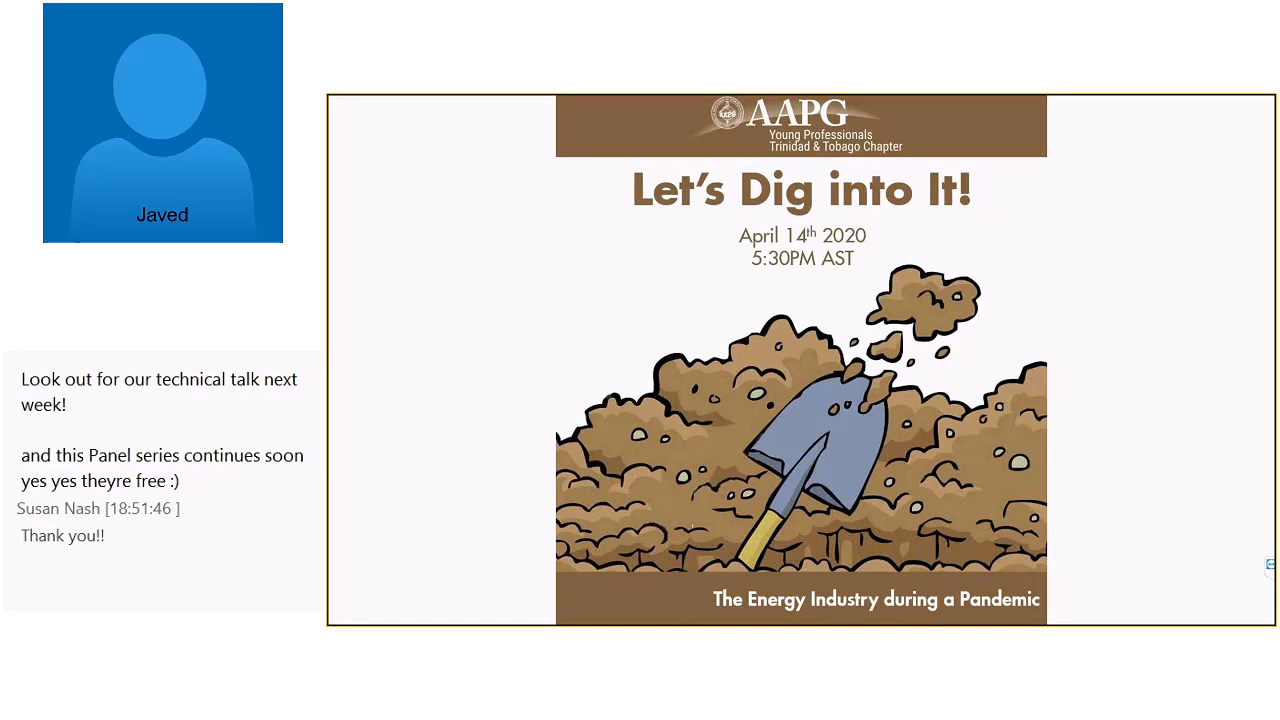 Javed
Look out for our technical talk next
week!
and this Panel series continues soon
yes yes theyre free :)
Susan Nash [18:51:46 ]
Thank you!!
AAPG
Young Professionals
Trinidad & Tobago Chapter
Let's Dig into It!
April 14th 2020
5:30PM AST
The Energy Industry during a Pandemic